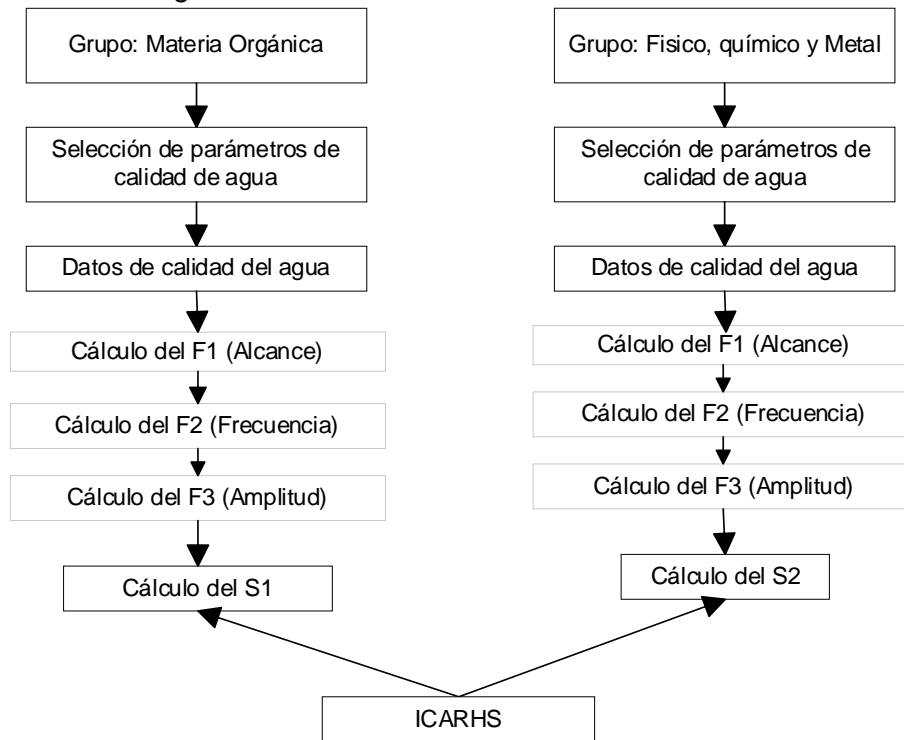 Grupo: Materia Orgánica
Selección de parámetros de
calidad de agua
Datos de calidad del agua
Cálculo del F1 (Alcance)
Cálculo del F2 (Frecuencia)
Cálculo del F3 (Amplitud)
Cálculo del S1
Grupo: Fisico, químico y Metal
Selección de parámetros de
calidad de agua
Datos de calidad del agua
Cálculo del F1 (Alcance)
Cálculo del F2 (Frecuencia)
Cálculo del F3 (Amplitud)
Cálculo del S2
ICARHS